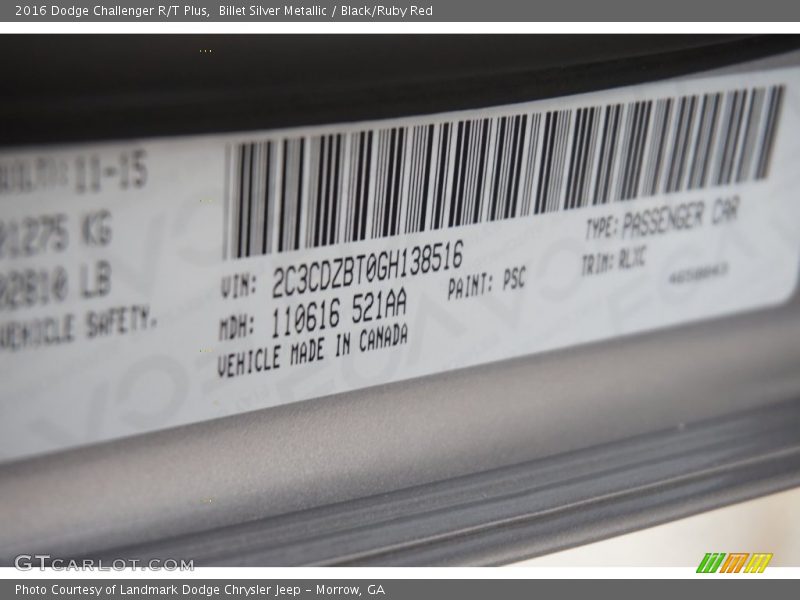 2016 Dodge Challenger R/T Plus, Billet Silver Metallic / Black/Ruby Red
11-15
01275 KG
02810 LB
VEHICLE SAFETY.
VIN: 2C3CDZBT0GH138516
MDH: 110616 521AA
VEHICLE MADE IN CANADA
PAINT: PSC
TYPE: PASSENGER CAR
TRIM: RLXC
GTCARLOT.COM
Photo Courtesy of Landmark Dodge Chrysler Jeep – Morrow, GA